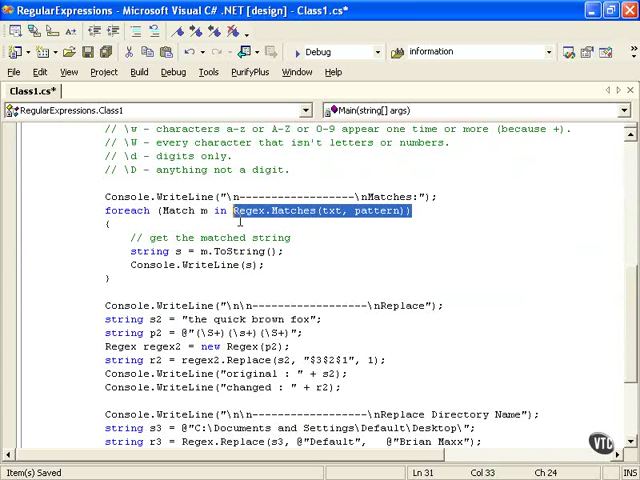 RegularExpressions - Microsoft Visual C# .NET [design] - Class1.cs*
Debug
information
File Edit View Project Build Debug Tools PurifyPlus Window Help
Class1.cs*
RegularExpressions.Class1
Main(string[] args)
// \w - characters a-z or A-Z or 0-9 appear one time or more (because +).
// \W - every character that isn't letters or numbers.
// \d - digits only.
// \D - anything not a digit.
Console.WriteLine("\n-------------------\nMatches:");
foreach (Match m in Regex.Matches(txt, pattern))
{
// get the matched string
string s = m.ToString();
Console.WriteLine(s);
}
Console.WriteLine("\n\n-------------------\nReplace");
string s2 = "the quick brown fox";
string p2 = @"(\S+)(\s+)(\S+)";
Regex regex2 = new Regex(p2);
string r2 = regex2.Replace(s2, "$3$2$1", 1);
Console.WriteLine("original : " + s2);
Console.WriteLine("changed : " + r2);
Console.WriteLine("\n\n-------------------\nReplace Directory Name");
string s3 = @"C:\Documents and Settings\Default\Desktop\";
string r3 = Regex.Replace(s3, @"Default", @"Brian Maxx");
VTC
Item(s) Saved
Ln 31
Col 33
Ch 24
INS